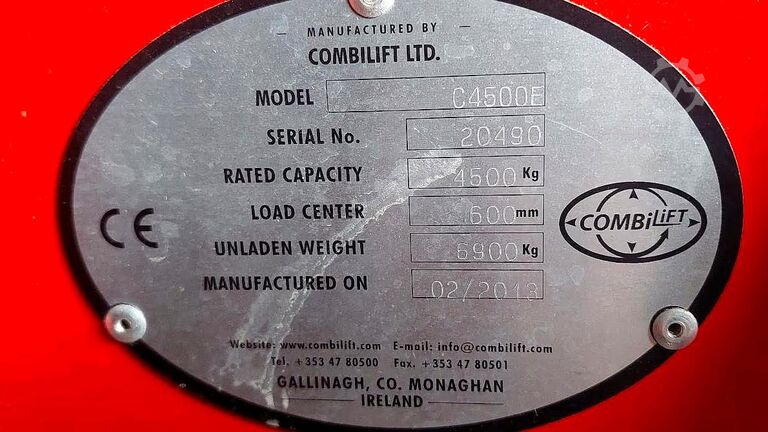 MANUFACTURED BY
COMBILIFT LTD.
MODEL C4500E
SERIAL No. 20490
RATED CAPACITY 4500 Kg
LOAD CENTER 600 mm
UNLADEN WEIGHT 6900 Kg
MANUFACTURED ON 02/2013
CE
COMBiLiFT
Website: www.combilift.com E-mail: info@combilift.com
Tel. +353 47 80500 Fax. +353 47 80501
GALLINAGH, CO. MONAGHAN
IRELAND